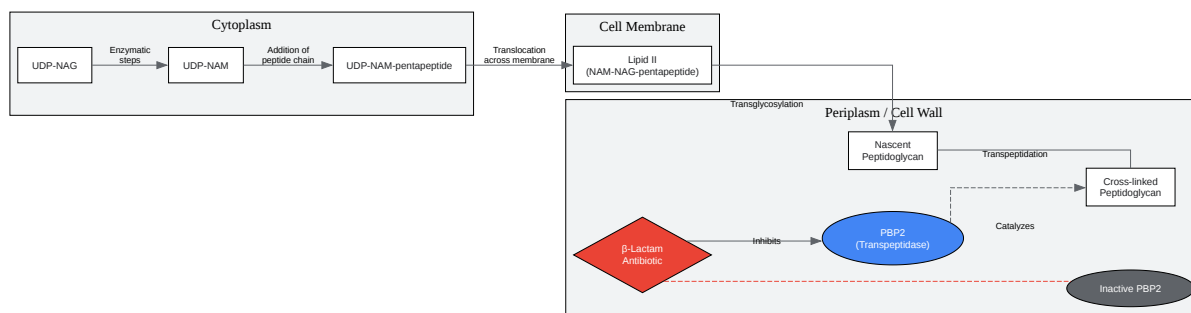 Cytoplasm
UDP-NAG
Enzymatic
steps
UDP-NAM
Addition of
peptide chain
UDP-NAM-pentapeptide
Translocation
across membrane
Cell Membrane
Lipid II
(NAM-NAG-pentapeptide)
Transglycosylation
Periplasm / Cell Wall
Nascent
Peptidoglycan
Transpeptidation
Cross-linked
Peptidoglycan
β-Lactam
Antibiotic
Inhibits
PBP2
(Transpeptidase)
Catalyzes
Inactive PBP2